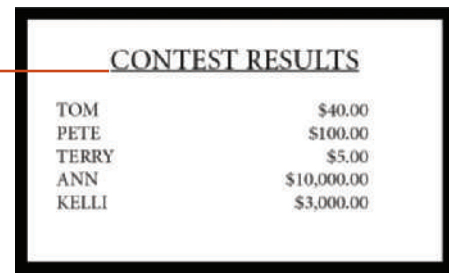 CONTEST RESULTS
TOM $40.00
PETE $100.00
TERRY $5.00
ANN $10,000.00
KELLI $3,000.00